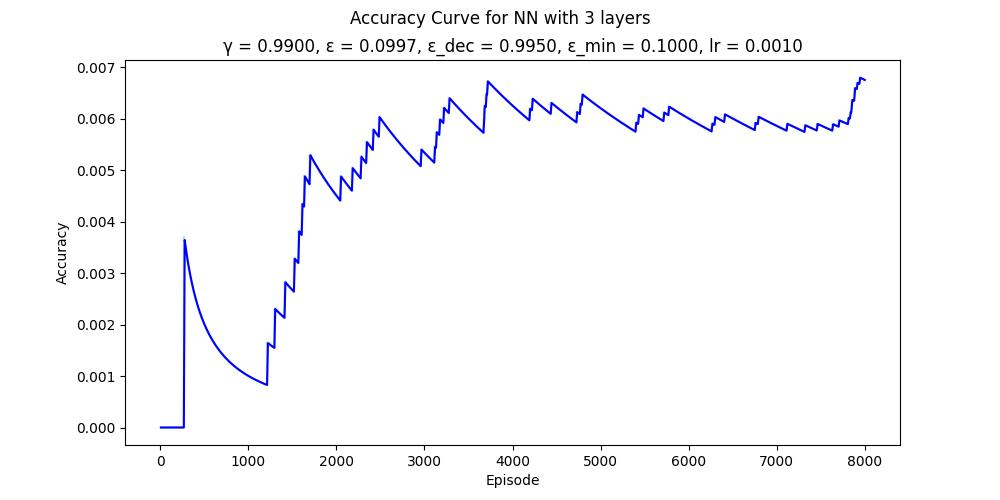 Accuracy Curve for NN with 3 layers
γ = 0.9900, ε = 0.0997, ε_dec = 0.9950, ε_min = 0.1000, lr = 0.0010
0.007
0.006
0.005
0.004
0.003
0.002
0.001
0.000
Accuracy
0 1000 2000 3000 4000 5000 6000 7000 8000
Episode